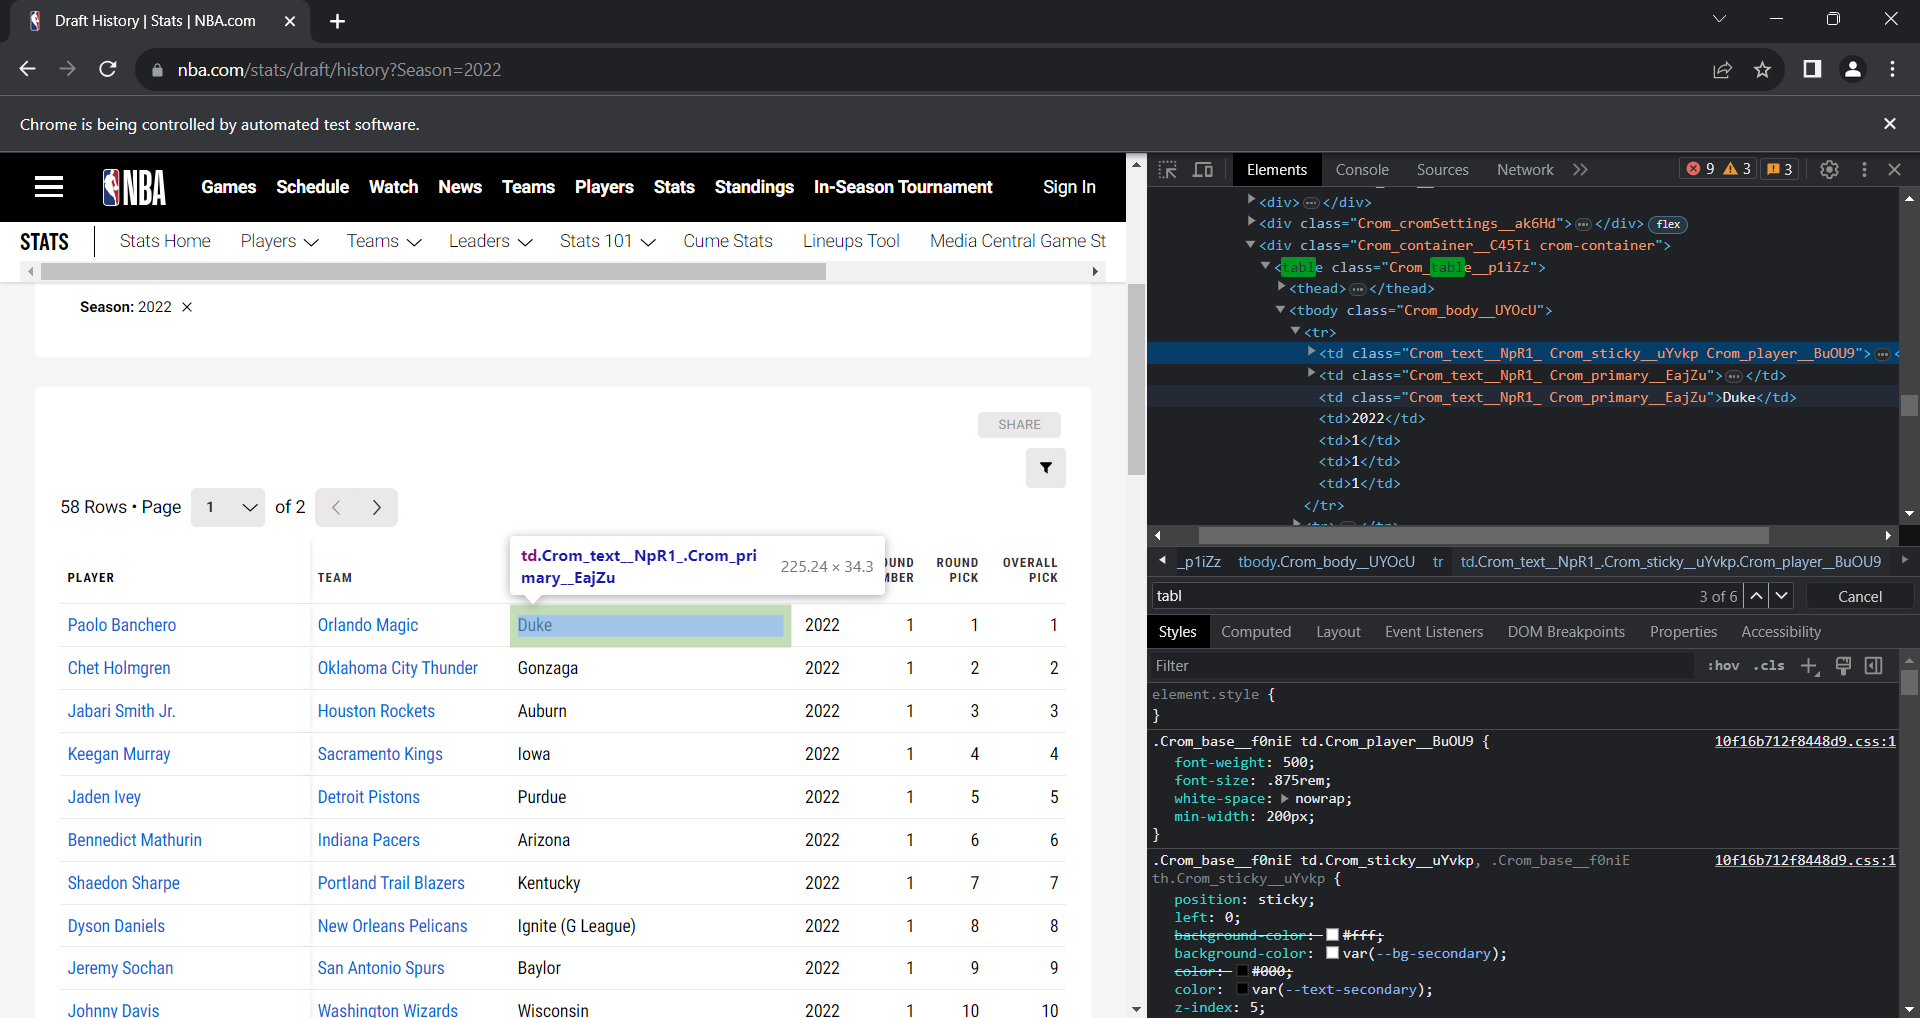 Draft History | Stats | NBA.com
nba.com/stats/draft/history?Season=2022
Chrome is being controlled by automated test software.
NBA Games Schedule Watch News Teams Players Stats Standings In-Season Tournament Sign In
STATS Stats Home Players Teams Leaders Stats 101 Cume Stats Lineups Tool Media Central Game St
Season: 2022 ×
SHARE
58 Rows • Page 1 of 2
td.Crom_text__NpR1_.Crom_pri
mary__EajZu
225.24 × 34.3
PLAYER TEAM ROUND PICK OVERALL PICK
Paolo Banchero Orlando Magic Duke 2022 1 1 1
Chet Holmgren Oklahoma City Thunder Gonzaga 2022 1 2 2
Jabari Smith Jr. Houston Rockets Auburn 2022 1 3 3
Keegan Murray Sacramento Kings Iowa 2022 1 4 4
Jaden Ivey Detroit Pistons Purdue 2022 1 5 5
Bennedict Mathurin Indiana Pacers Arizona 2022 1 6 6
Shaedon Sharpe Portland Trail Blazers Kentucky 2022 1 7 7
Dyson Daniels New Orleans Pelicans Ignite (G League) 2022 1 8 8
Jeremy Sochan San Antonio Spurs Baylor 2022 1 9 9
Johnny Davis Washington Wizards Wisconsin 2022 1 10 10
Elements Console Sources Network 9 3 3
<div> … </div>
<div class="Crom_cromSettings__ak6Hd"> … </div> flex
<div class="Crom_container__C45Ti crom-container">
<table class="Crom_table__p1iZz">
<thead> … </thead>
<tbody class="Crom_body__UYOcU">
<tr>
<td class="Crom_text__NpR1_ Crom_sticky__uYvkp Crom_player__BuOU9"> … <
<td class="Crom_text__NpR1_ Crom_primary__EajZu"> … </td>
<td class="Crom_text__NpR1_ Crom_primary__EajZu">Duke</td>
<td>2022</td>
<td>1</td>
<td>1</td>
<td>1</td>
</tr>
_p1iZz tbody.Crom_body__UYOcU tr td.Crom_text__NpR1_.Crom_sticky__uYvkp.Crom_player__BuOU9
tabl 3 of 6 Cancel
Styles Computed Layout Event Listeners DOM Breakpoints Properties Accessibility
Filter :hov .cls
element.style {
}
.Crom_base__f0niE td.Crom_player__BuOU9 { 10f16b712f8448d9.css:1
font-weight: 500;
font-size: .875rem;
white-space: nowrap;
min-width: 200px;
}
.Crom_base__f0niE td.Crom_sticky__uYvkp, .Crom_base__f0niE 10f16b712f8448d9.css:1
th.Crom_sticky__uYvkp {
position: sticky;
left: 0;
background-color: #fff;
background-color: var(--bg-secondary);
color: #000;
color: var(--text-secondary);
z-index: 5;